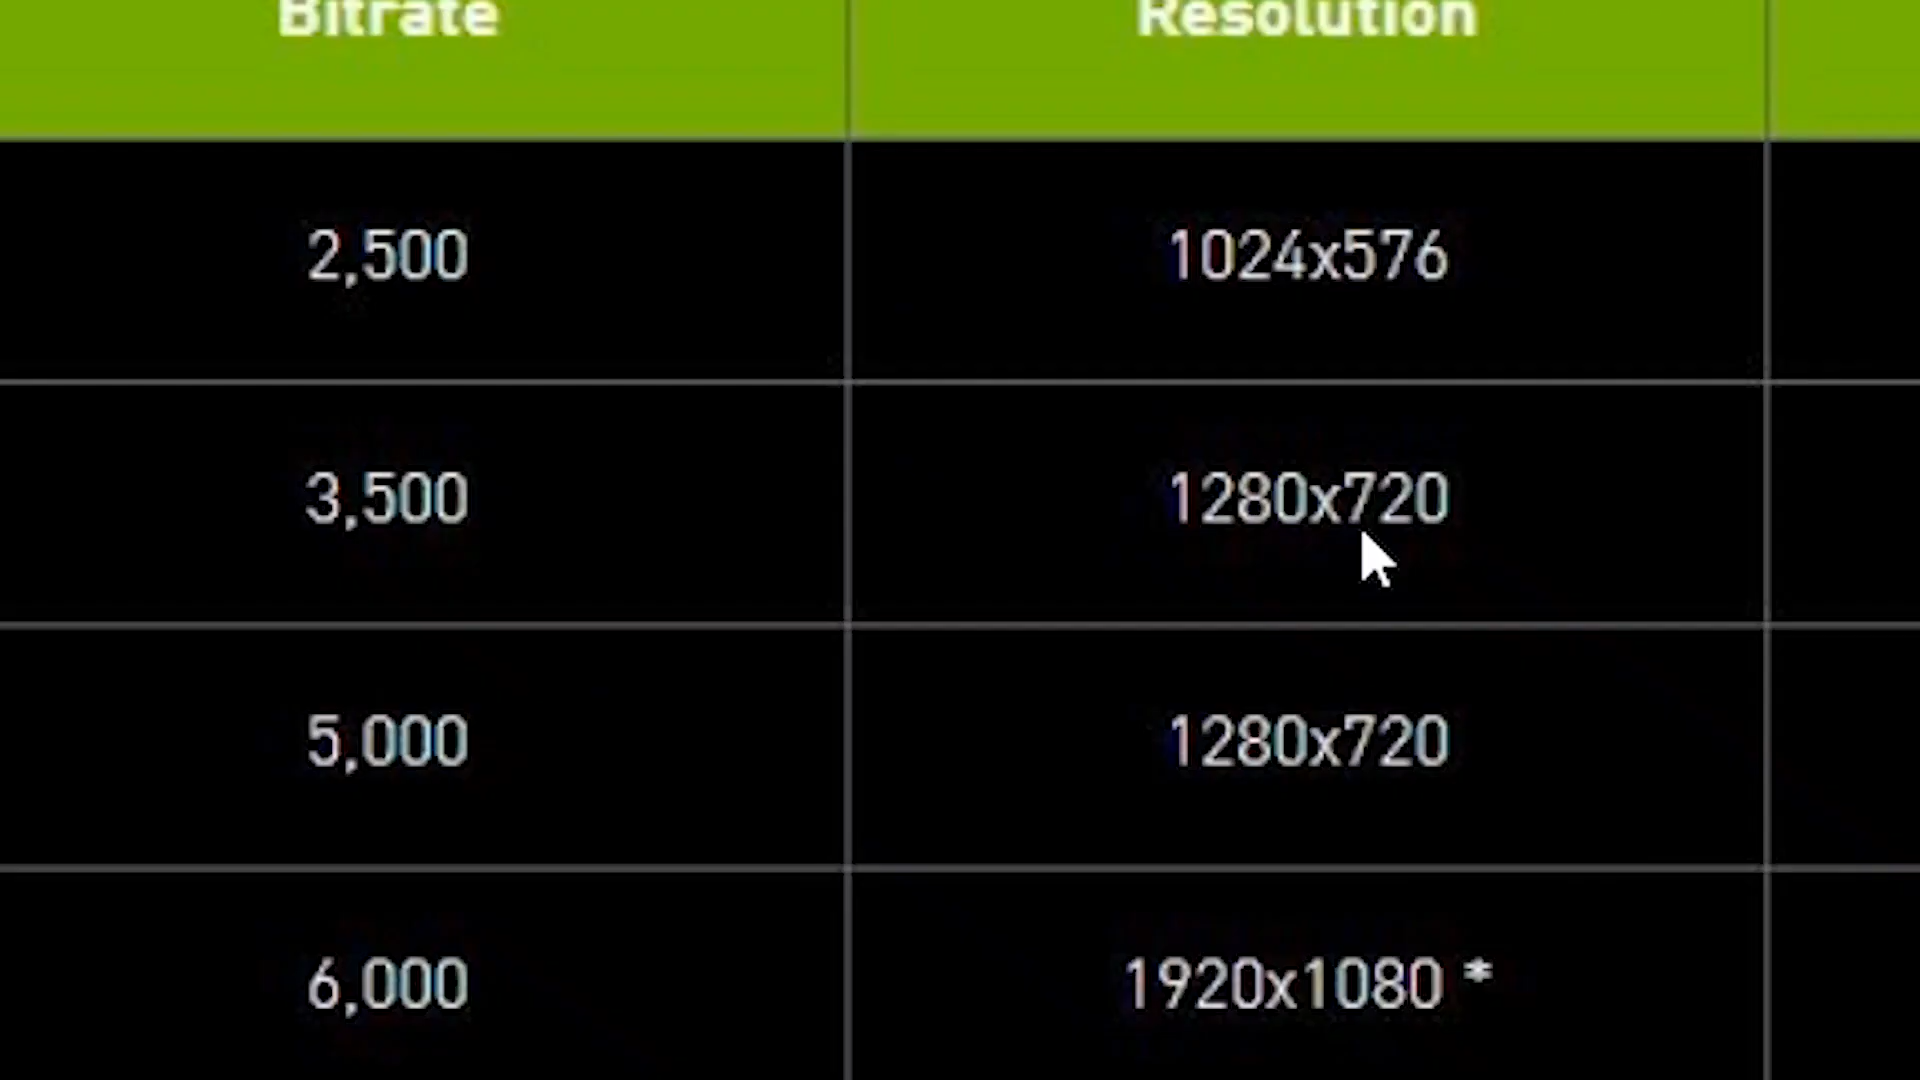 Bitrate Resolution
2,500 1024x576
3,500 1280x720
5,000 1280x720
6,000 1920x1080 *